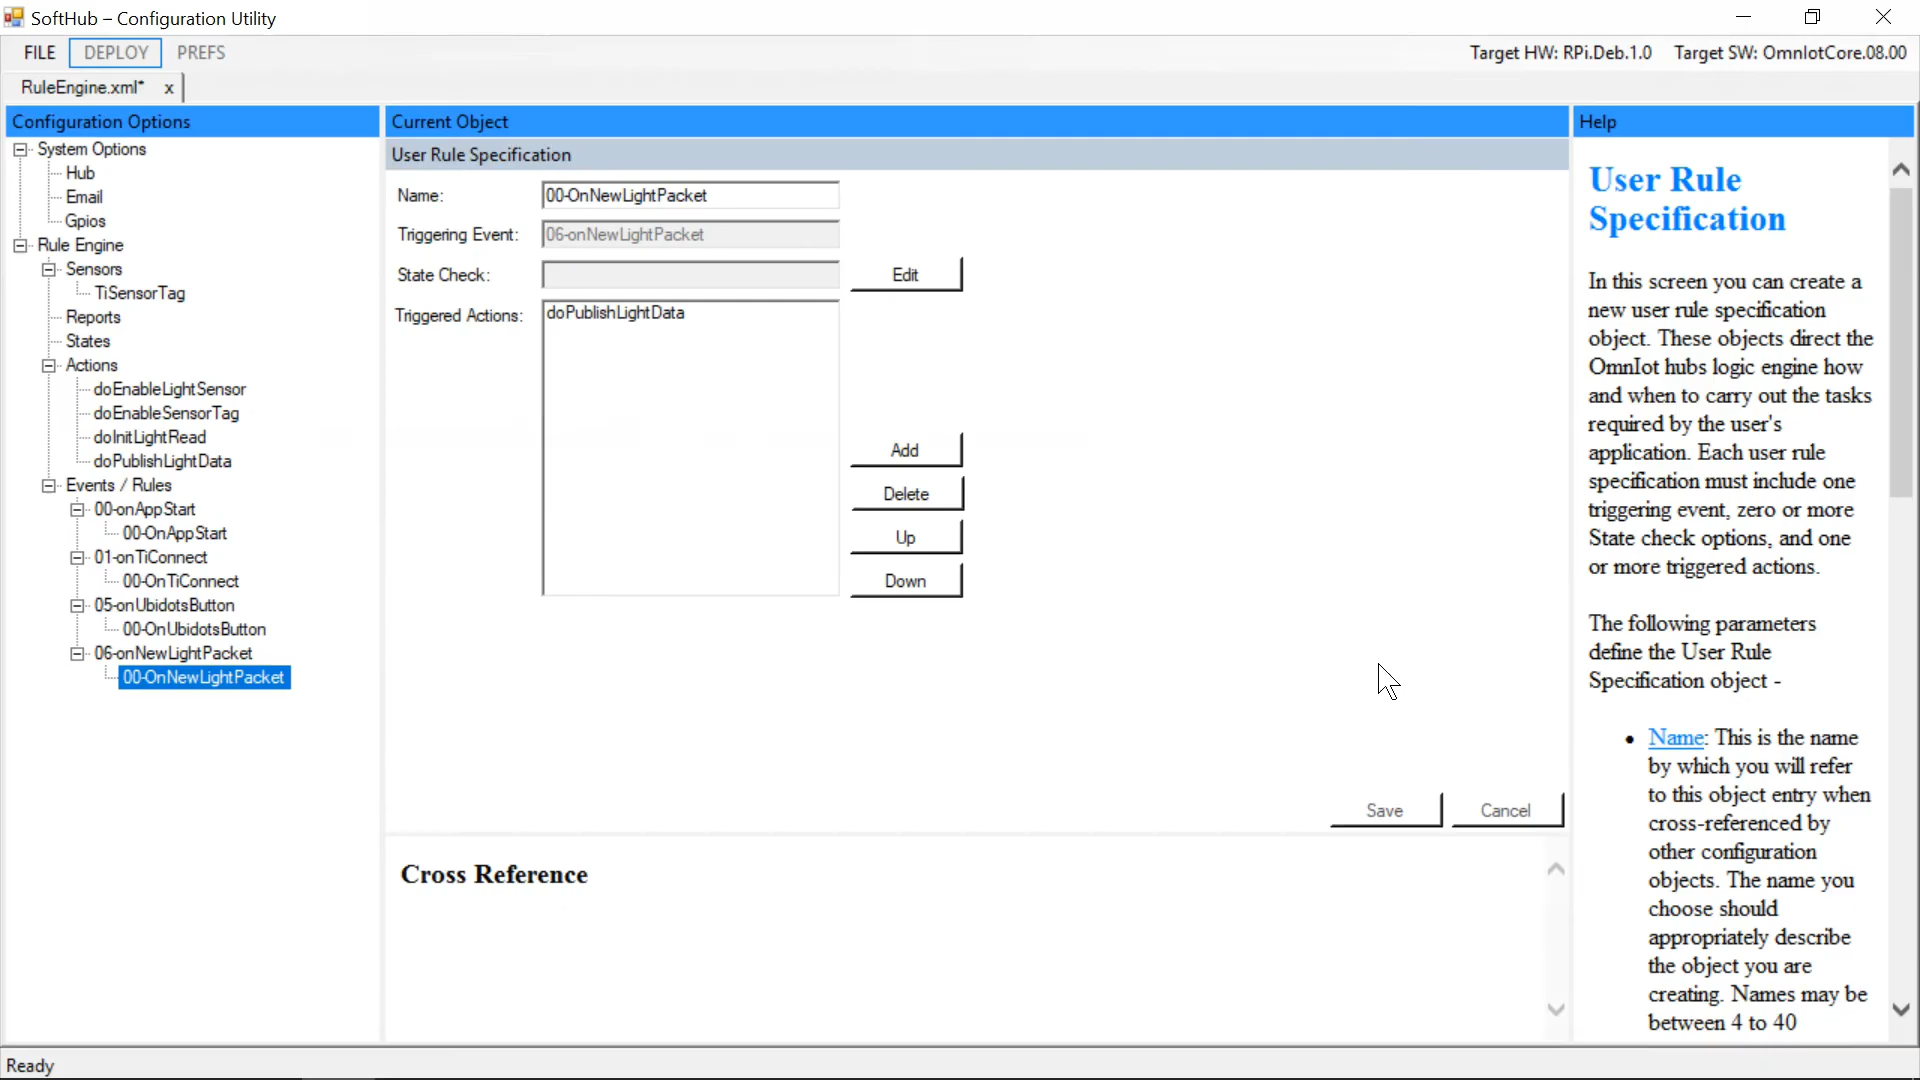 SoftHub – Configuration Utility
FILE DEPLOY PREFS
Target HW: RPi.Deb.1.0 Target SW: OmnIotCore.08.00
RuleEngine.xml* x
Configuration Options
System Options
Hub
Email
Gpios
Rule Engine
Sensors
TiSensorTag
Reports
States
Actions
doEnableLightSensor
doEnableSensorTag
doInitLightRead
doPublishLightData
Events / Rules
00-onAppStart
00-OnAppStart
01-onTiConnect
00-OnTiConnect
05-onUbidotsButton
00-OnUbidotsButton
06-onNewLightPacket
00-OnNewLightPacket
Current Object
User Rule Specification
Name: 00-OnNewLightPacket
Triggering Event: 06-onNewLightPacket
State Check: Edit
Triggered Actions: doPublishLightData
Add
Delete
Up
Down
Save Cancel
Cross Reference
Help
User Rule
Specification
In this screen you can create a
new user rule specification
object. These objects direct the
OmnIot hubs logic engine how
and when to carry out the tasks
required by the user's
application. Each user rule
specification must include one
triggering event, zero or more
State check options, and one
or more triggered actions.
The following parameters
define the User Rule
Specification object -
• Name: This is the name
by which you will refer
to this object entry when
cross-referenced by
other configuration
objects. The name you
choose should
appropriately describe
the object you are
creating. Names may be
between 4 to 40
Ready